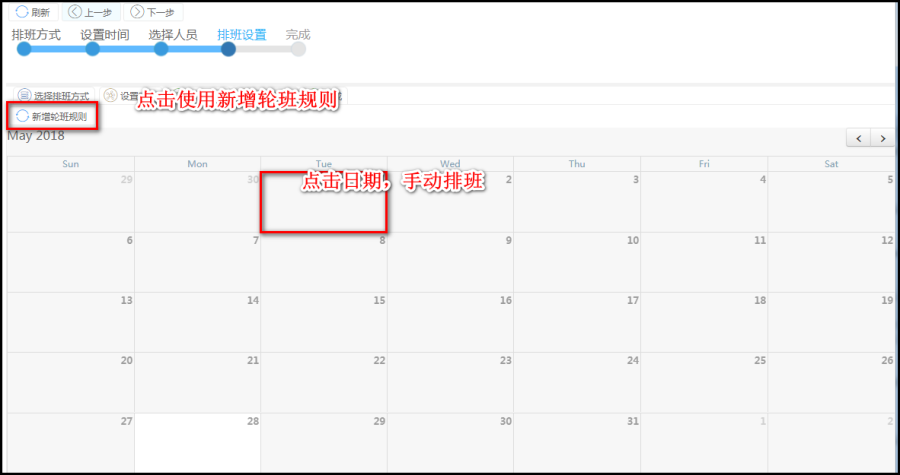 刷新 上一步 下一步
排班方式 设置时间 选择人员 排班设置 完成
选择排班方式 设置
点击使用新增轮班规则
新增轮班规则
May 2018 < >
Sun Mon Tue Wed Thu Fri Sat
点击日期，手动排班
29 30 2 3 4 5
6 7 8 9 10 11 12
13 14 15 16 17 18 19
20 21 22 23 24 25 26
27 28 29 30 31 1 2